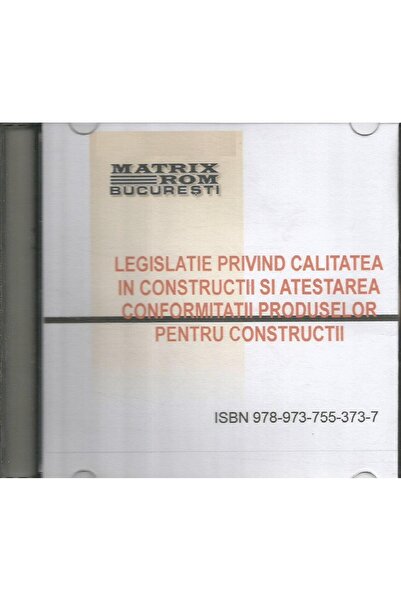 MATRIX
ROM
BUCUREȘTI
LEGISLATIE PRIVIND CALITATEA
IN CONSTRUCTII SI ATESTAREA
CONFORMITATII PRODUSELOR
PENTRU CONSTRUCTII
ISBN 978-973-755-373-7